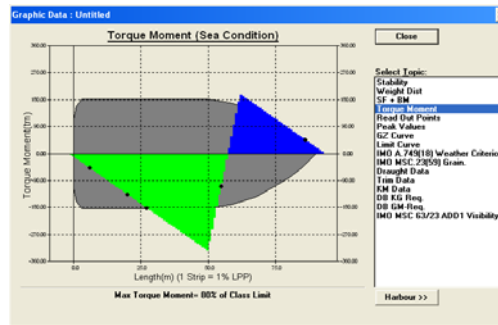 Graphic Data : Untitled
Torque Moment (Sea Condition)
Close
Select Topic:
Stability
Weight Dist
SF + BM
Torque Moment
Read Out Points
Peak Values
GZ Curve
Limit Curve
IMO A.749(18) Weather Criterio
IMO MSC.23(59) Grain.
Draught Data
Trim Data
KM Data
DB KG Req.
DB GM-Req.
IMO MSC 63/23 ADD1 Visibility
Torque Moment(trm)
Length(m) (1 Strip = 1% LPP)
Max Torque Moment= 80% of Class Limit
Harbour >>